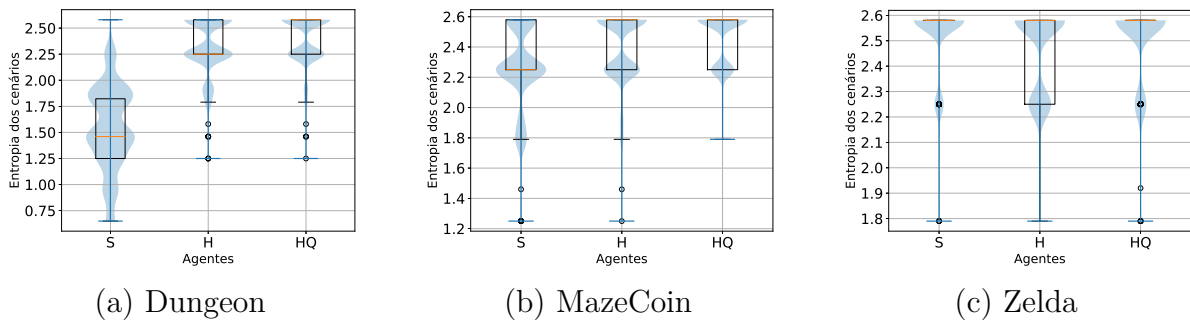 2.50
2.25
2.00
1.75
1.50
1.25
1.00
0.75
Entropia dos cenários
S H HQ
Agentes
(a) Dungeon
2.6
2.4
2.2
2.0
1.8
1.6
1.4
1.2
Entropia dos cenários
S H HQ
Agentes
(b) MazeCoin
2.6
2.5
2.4
2.3
2.2
2.1
2.0
1.9
1.8
Entropia dos cenários
S H HQ
Agentes
(c) Zelda